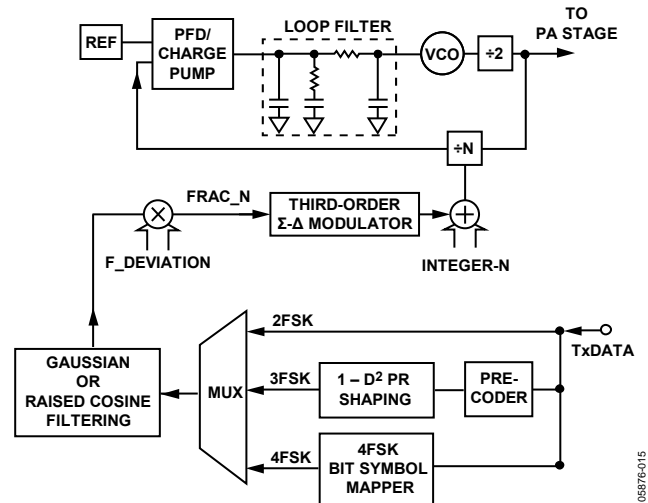 TO
PA STAGE
REF
PFD/
CHARGE
PUMP
LOOP FILTER
VCO
÷2
÷N
FRAC_N
THIRD-ORDER
Σ-Δ MODULATOR
F_DEVIATION
INTEGER-N
GAUSSIAN
OR
RAISED COSINE
FILTERING
MUX
2FSK
TxDATA
3FSK
1 – D² PR
SHAPING
PRE-
CODER
4FSK
4FSK
BIT SYMBOL
MAPPER
05876-015